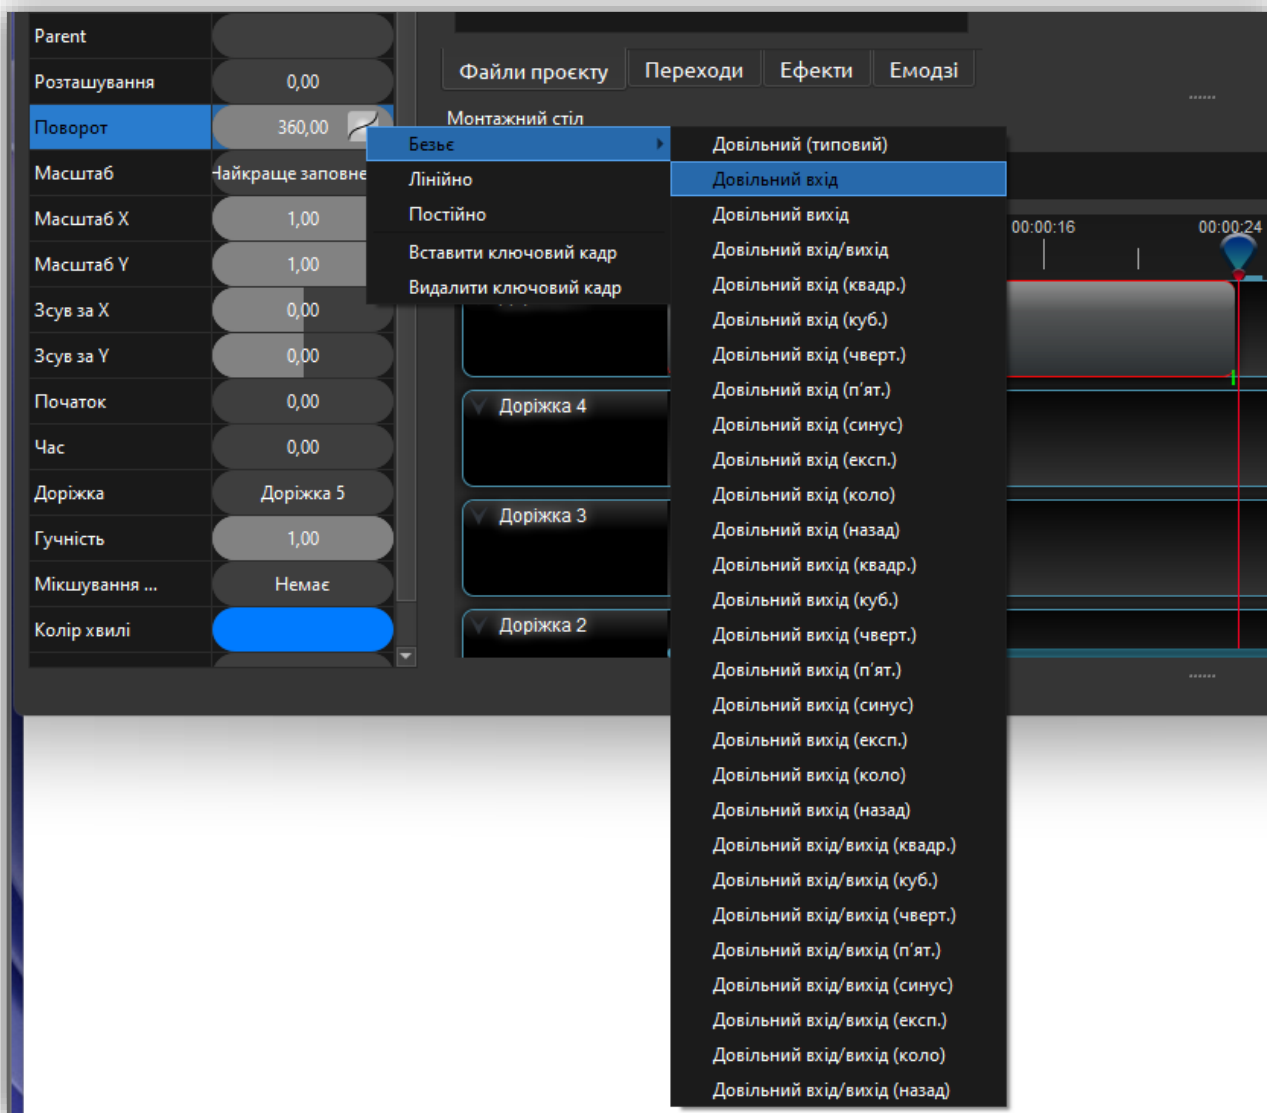 Parent
Розташування 0,00
Поворот 360,00
Масштаб Найкраще заповне
Масштаб X 1,00
Масштаб Y 1,00
Зсув за X 0,00
Зсув за Y 0,00
Початок 0,00
Час 0,00
Доріжка Доріжка 5
Гучність 1,00
Мікшування ... Немає
Колір хвилі
Файли проєкту Переходи Ефекти Емодзі
Монтажний стіл
Безьє
Лінійно
Постійно
Вставити ключовий кадр
Видалити ключовий кадр
Довільний (типовий)
Довільний вхід
Довільний вихід
Довільний вхід/вихід
Довільний вхід (квадр.)
Довільний вхід (куб.)
Довільний вхід (чверт.)
Довільний вхід (п'ят.)
Довільний вхід (синус)
Довільний вхід (експ.)
Довільний вхід (коло)
Довільний вхід (назад)
Довільний вихід (квадр.)
Довільний вихід (куб.)
Довільний вихід (чверт.)
Довільний вихід (п'ят.)
Довільний вихід (синус)
Довільний вихід (експ.)
Довільний вихід (коло)
Довільний вихід (назад)
Довільний вхід/вихід (квадр.)
Довільний вхід/вихід (куб.)
Довільний вхід/вихід (чверт.)
Довільний вхід/вихід (п'ят.)
Довільний вхід/вихід (синус)
Довільний вхід/вихід (експ.)
Довільний вхід/вихід (коло)
Довільний вхід/вихід (назад)
00:00:16 00:00:24
Доріжка 4
Доріжка 3
Доріжка 2